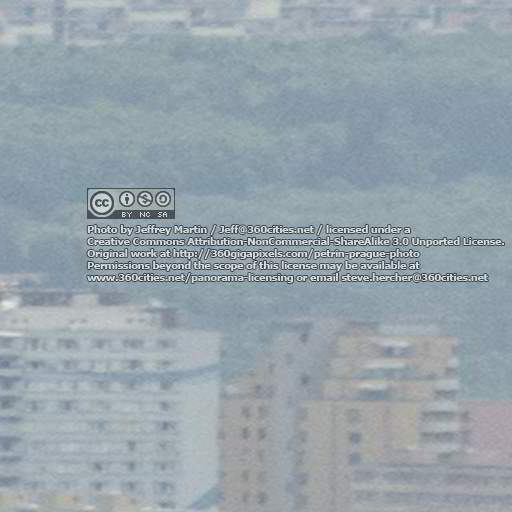 cc BY NC SA
Photo by Jeffrey Martin / Jeff@360cities.net / licensed under a
Creative Commons Attribution-NonCommercial-ShareAlike 3.0 Unported License.
Original work at http://360gigapixels.com/petrin-prague-photo
Permissions beyond the scope of this license may be available at
www.360cities.net/panorama-licensing or email steve.hercher@360cities.net